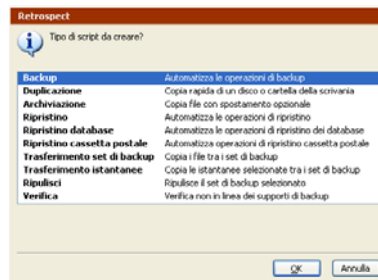 Retrospect
Tipo di script da creare?
Backup Automatizza le operazioni di backup
Duplicazione Copia rapida di un disco o cartella della scrivania
Archiviazione Copia file con spostamento opzionale
Ripristino Automatizza le operazioni di ripristino
Ripristino database Automatizza le operazioni di ripristino dei database
Ripristino cassetta postale Automatizza operazioni di ripristino cassetta postale
Trasferimento set di backup Copia i file tra i set di backup
Trasferimento istantanee Copia le istantanee selezionate tra i set di backup
Ripulisci Ripulisce il set di backup selezionato
Verifica Verifica non in linea dei supporti di backup
OK Annulla